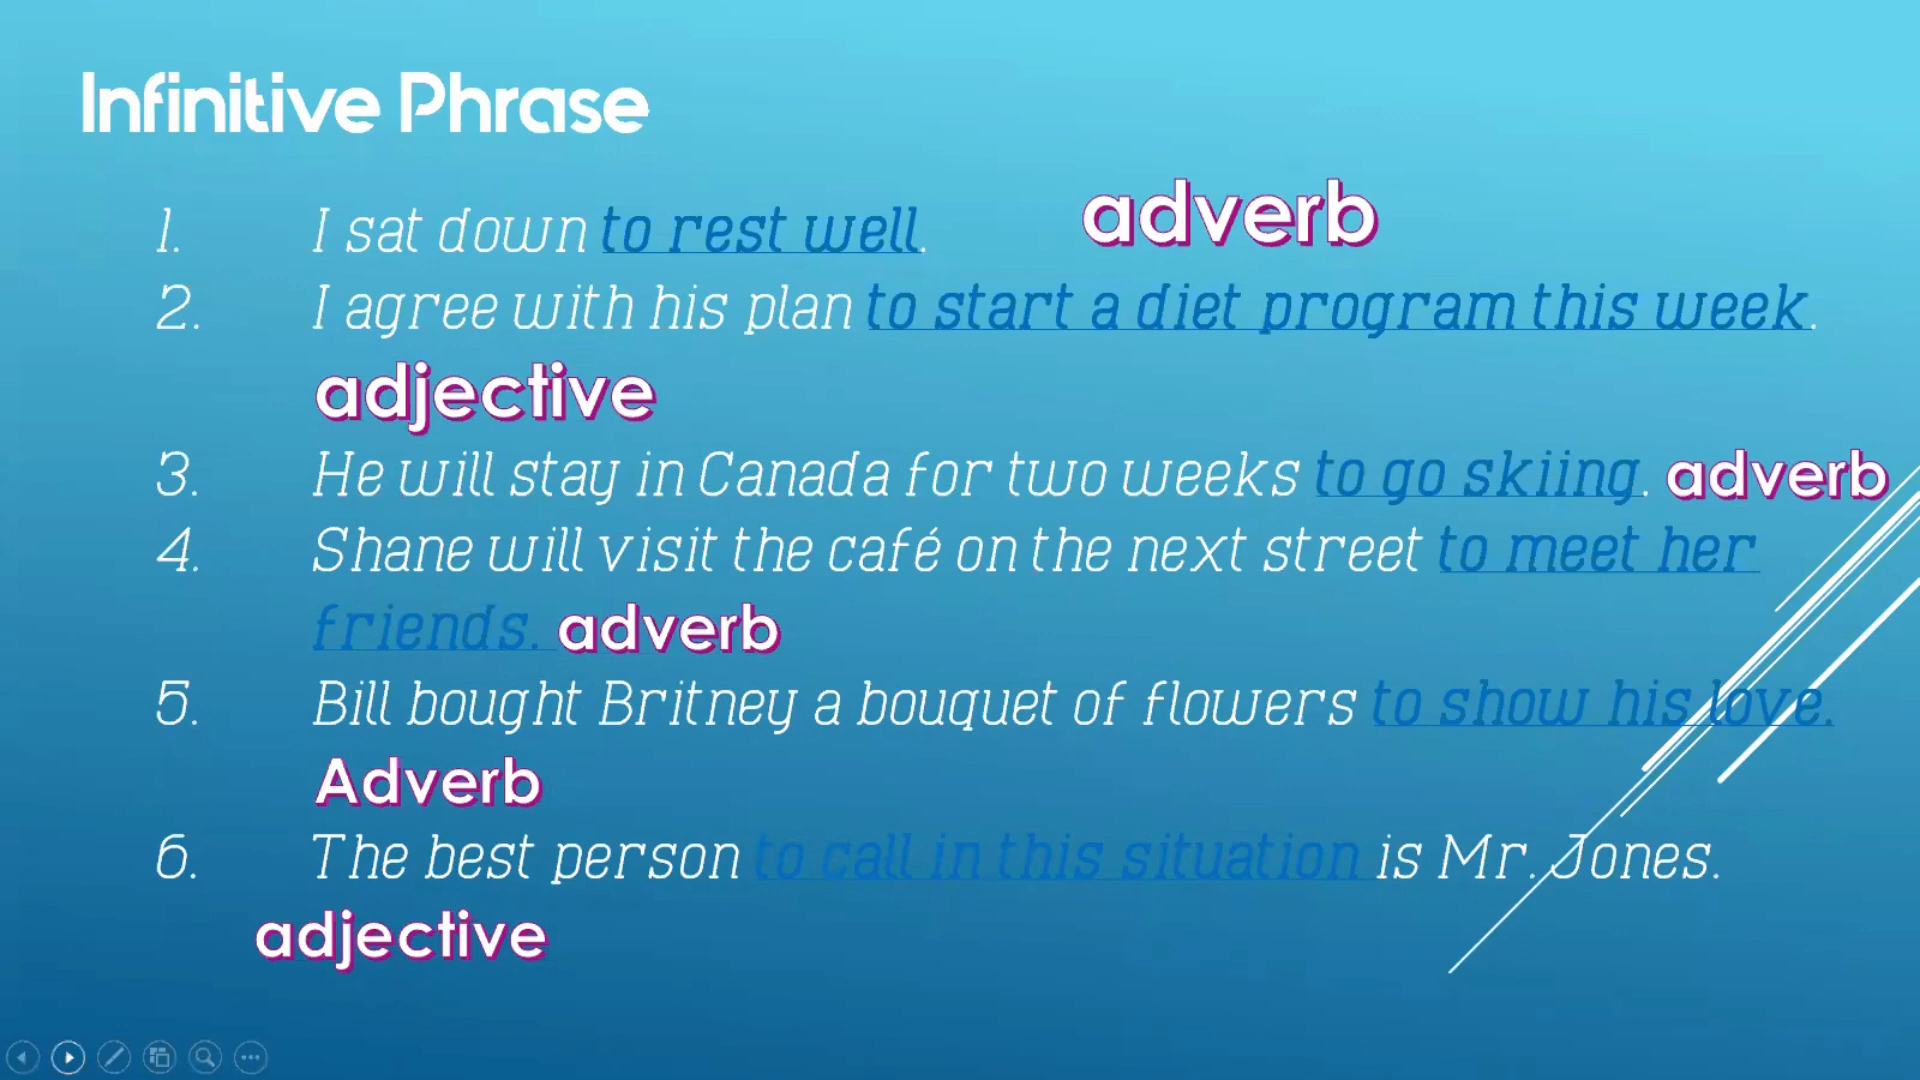 Infinitive Phrase
1. I sat down to rest well. adverb
2. I agree with his plan to start a diet program this week.
adjective
3. He will stay in Canada for two weeks to go skiing. adverb
4. Shane will visit the café on the next street to meet her
friends. adverb
5. Bill bought Britney a bouquet of flowers to show his love.
Adverb
6. The best person to call in this situation is Mr. Jones.
adjective